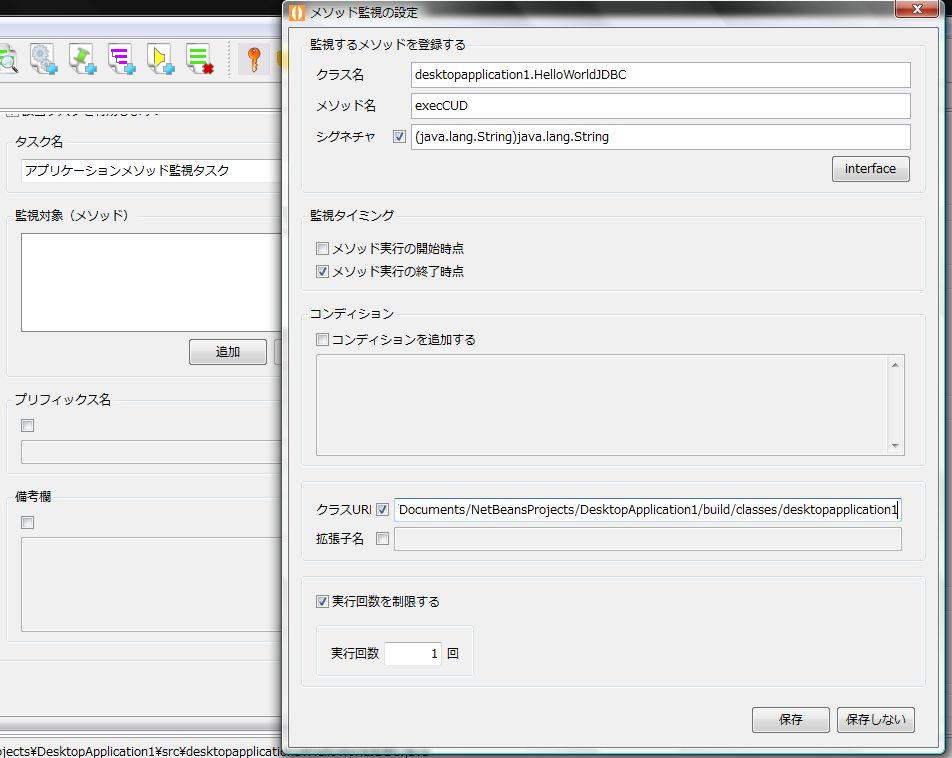 メソッド監視の設定
監視するメソッドを登録する
クラス名 desktopapplication1.HelloWorldJDBC
メソッド名 execCUD
シグネチャ (java.lang.String)java.lang.String
interface
監視タイミング
メソッド実行の開始時点
メソッド実行の終了時点
コンディション
コンディションを追加する
クラスURI Documents/NetBeansProjects/DesktopApplication1/build/classes/desktopapplication1
拡張子名
実行回数を制限する
実行回数 1 回
保存 保存しない
タスク名
アプリケーションメソッド監視タスク
監視対象（メソッド）
追加
プリフィックス名
備考欄
ojects¥DesktopApplication1¥src¥desktopapplication